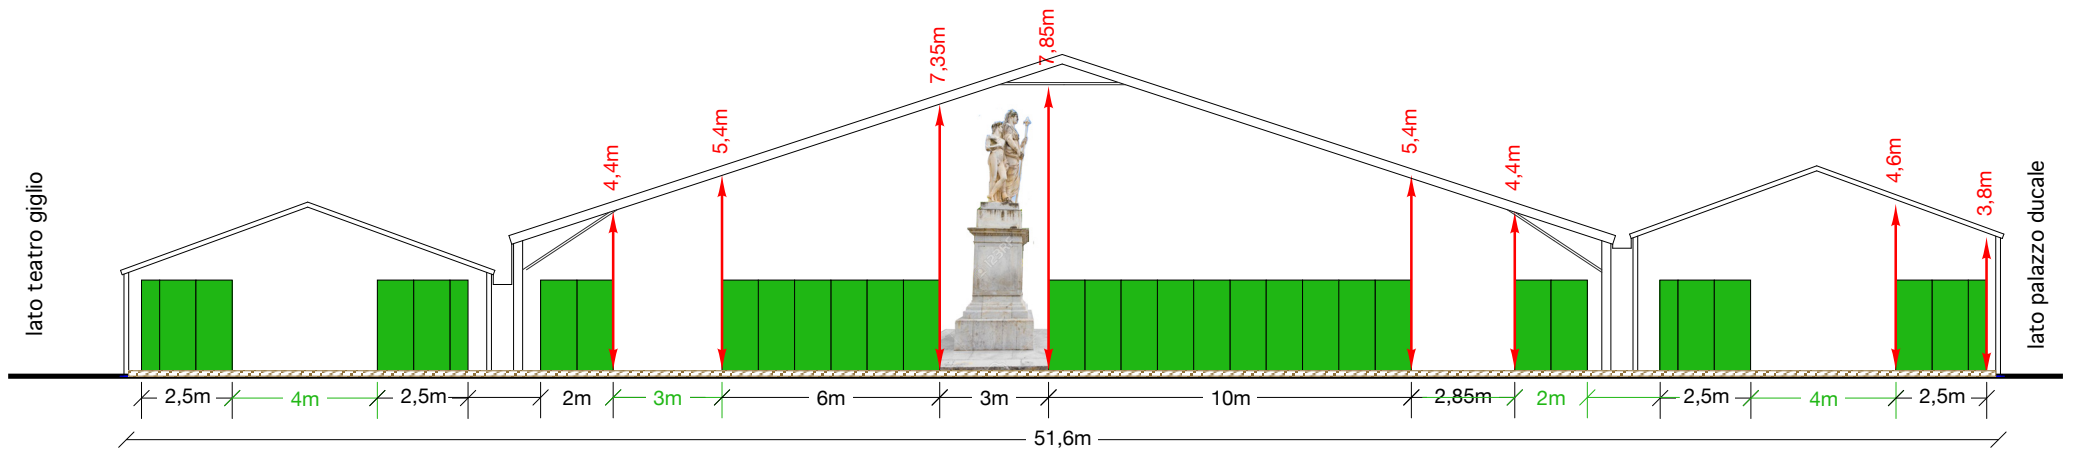 lato teatro giglio
4,4m
5,4m
7,35m
7,85m
5,4m
4,4m
4,6m
3,8m
lato palazzo ducale
2,5m 4m 2,5m 2m 3m 6m 3m 10m 2,85m 2m 2,5m 4m 2,5m
51,6m